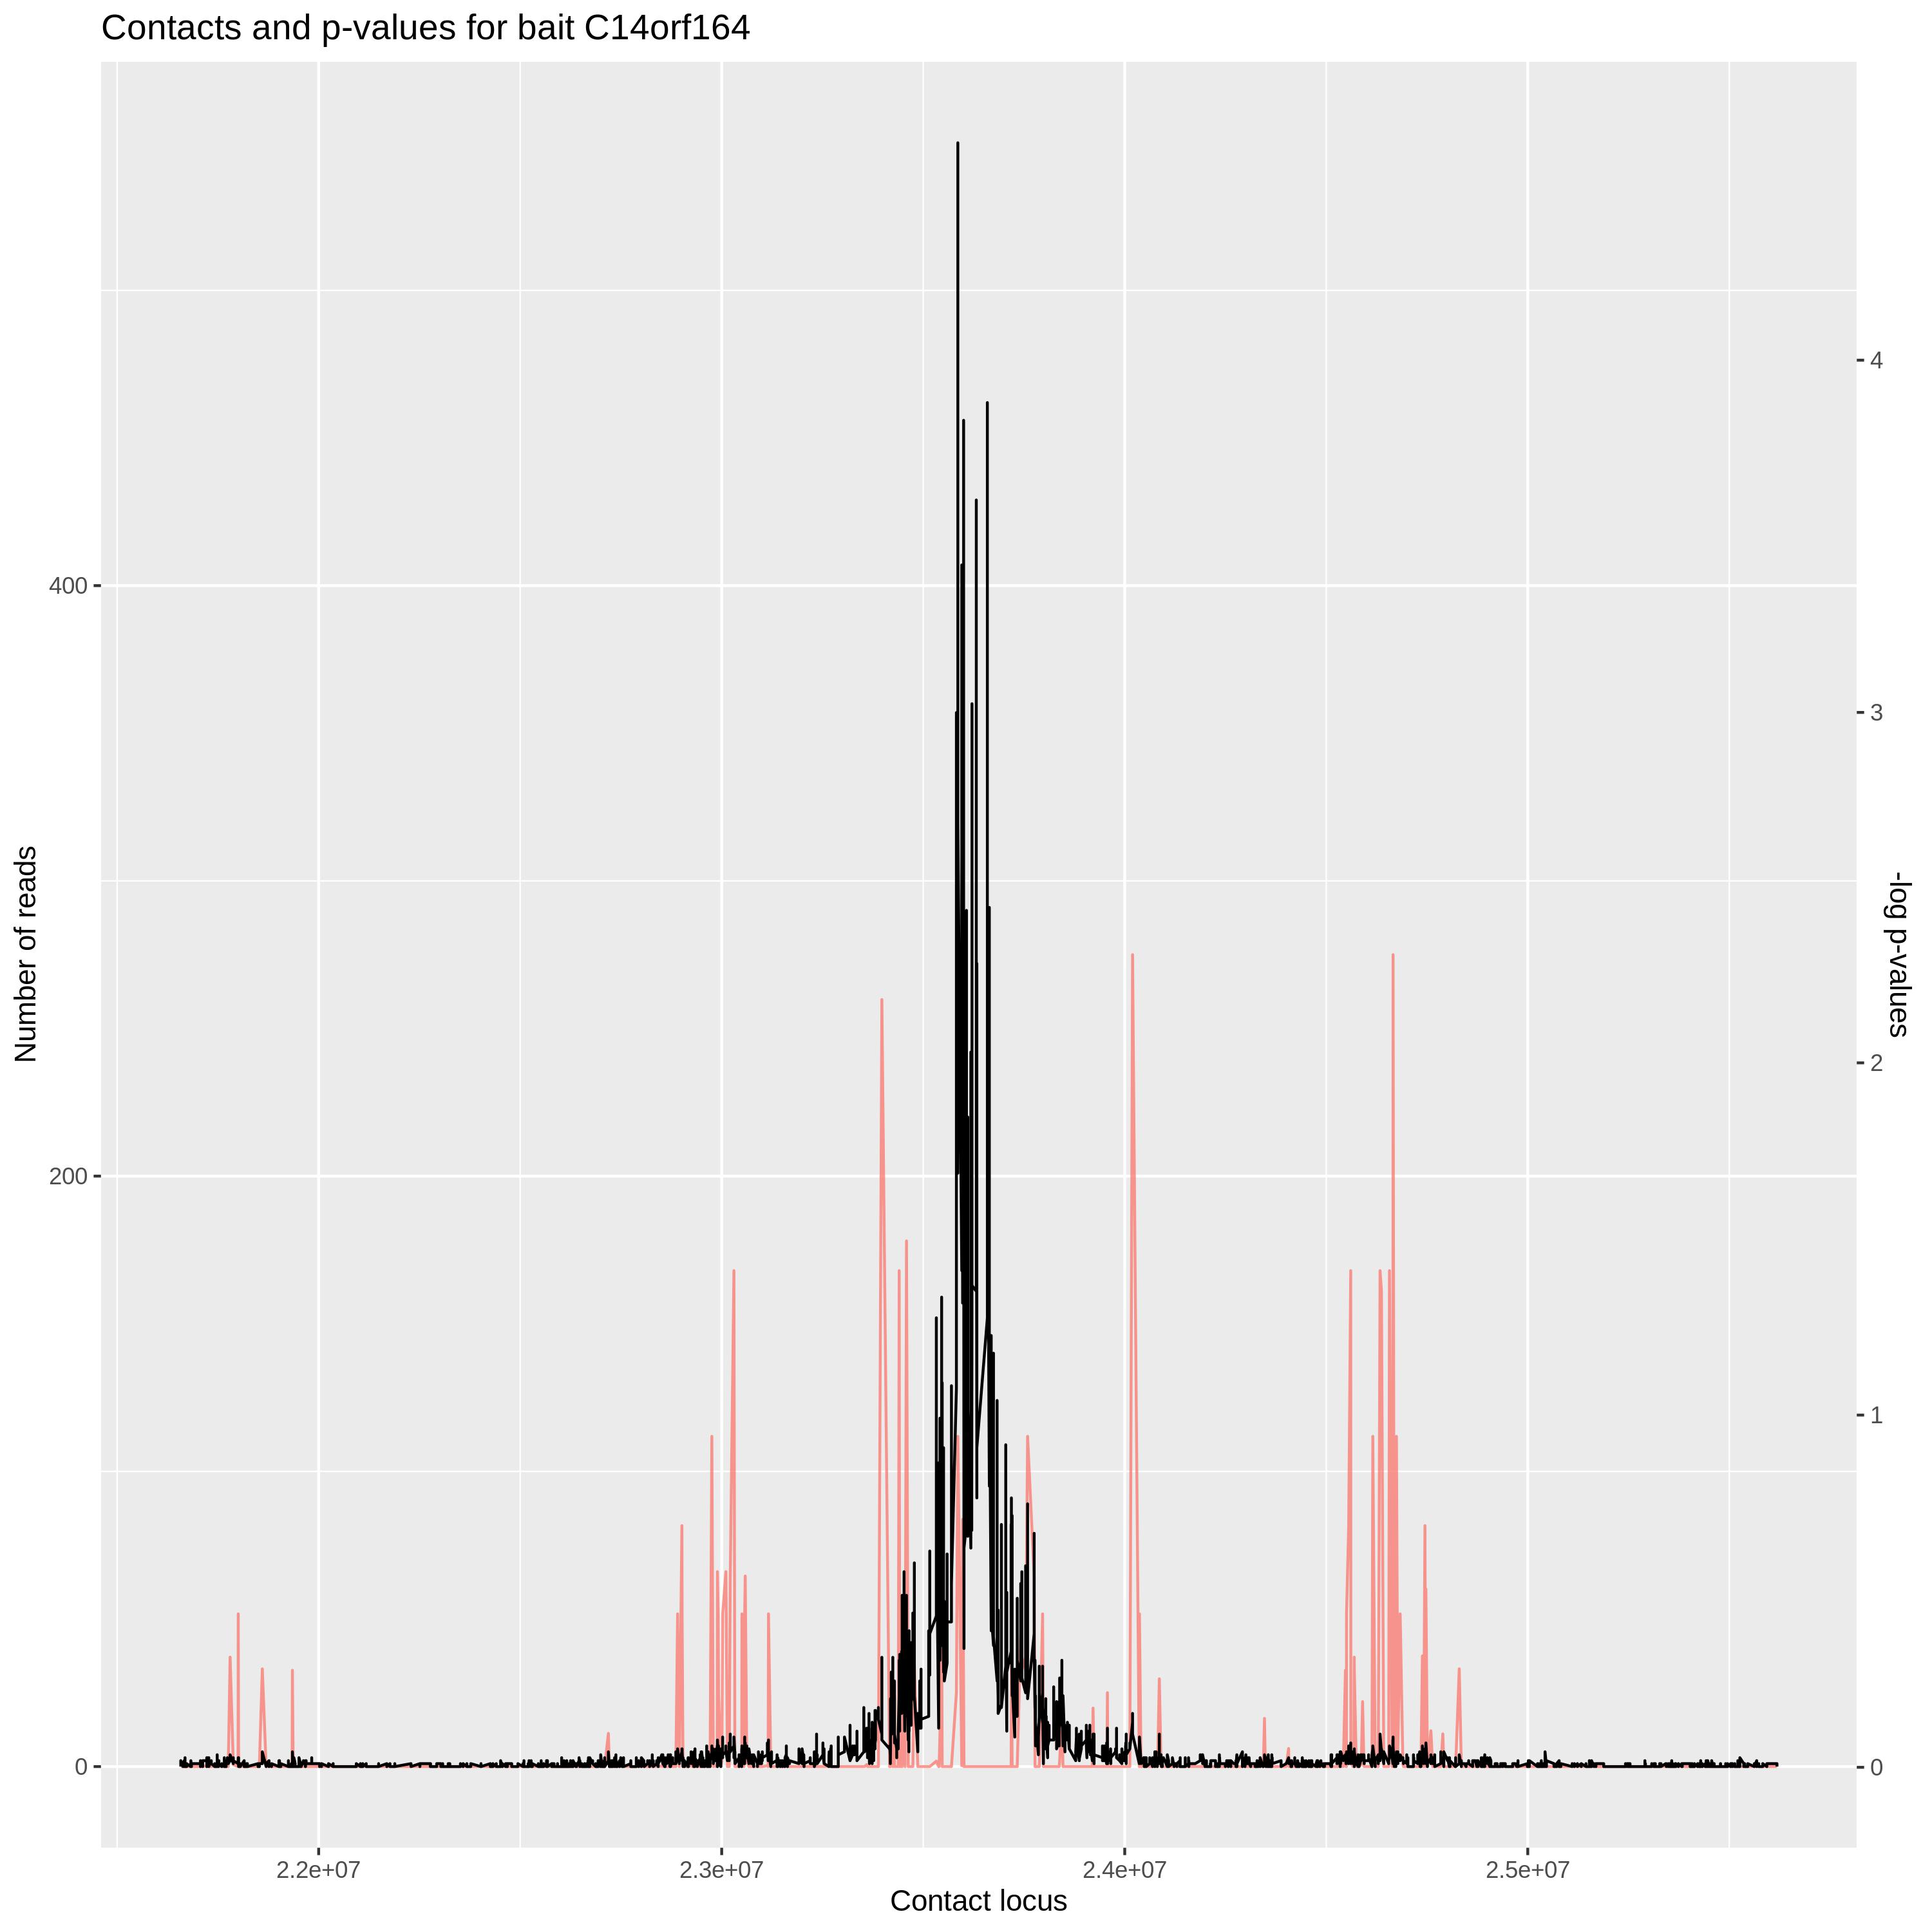 Contacts and p-values for bait C14orf164
Number of reads
400
200
0
4
3
2
1
0
-log p-values
2.2e+07
2.3e+07
2.4e+07
2.5e+07
Contact locus